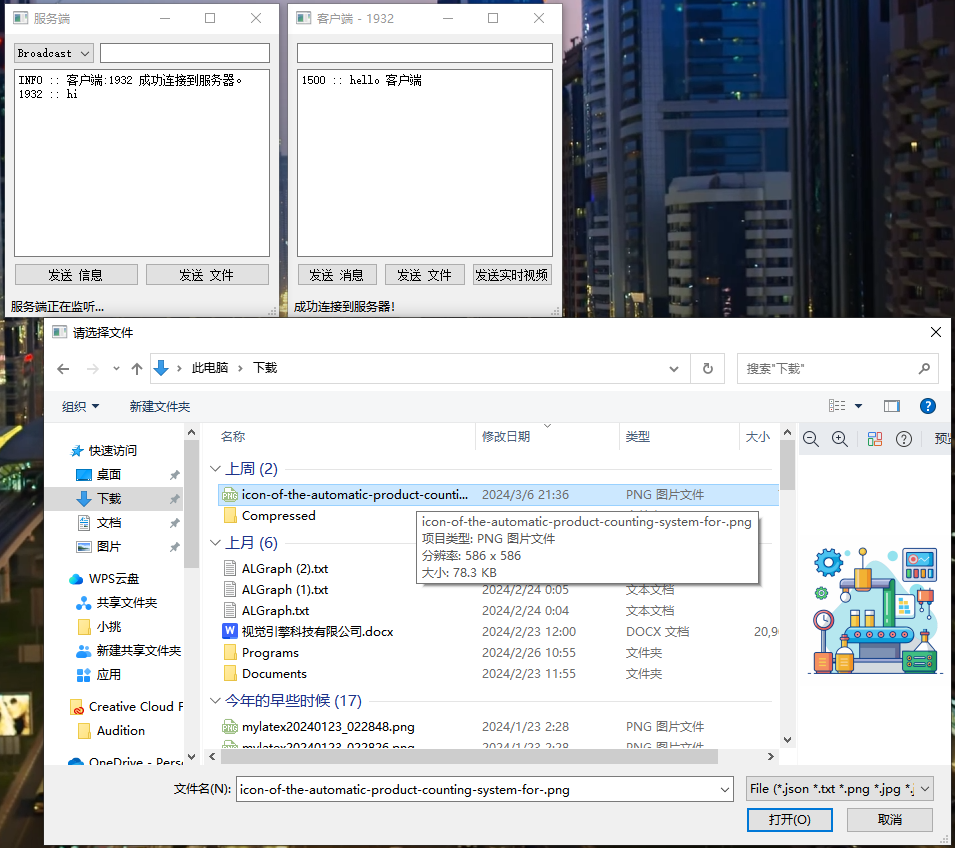 服务端
Broadcast
INFO :: 客户端:1932 成功连接到服务器。
1932 :: hi
发送 信息
发送 文件
服务端正在监听...
客户端 - 1932
1500 :: hello 客户端
发送 消息
发送 文件
发送实时视频
成功连接到服务器!
请选择文件
此电脑 › 下载
搜索"下载"
组织
新建文件夹
快速访问
桌面
下载
文档
图片
WPS云盘
共享文件夹
小挑
新建共享文件夹
应用
Creative Cloud F
Audition
OneDrive - Pers
名称 修改日期 类型 大小
上周 (2)
icon-of-the-automatic-product-counti... 2024/3/6 21:36 PNG 图片文件
Compressed
icon-of-the-automatic-product-counting-system-for-.png
项目类型: PNG 图片文件
分辨率: 586 x 586
大小: 78.3 KB
上月 (6)
ALGraph (2).txt
ALGraph (1).txt 2024/2/24 0:05 文本文档
ALGraph.txt 2024/2/24 0:04 文本文档
视觉引擎科技有限公司.docx 2024/2/23 12:00 DOCX 文档 20,9
Programs 2024/2/26 10:55 文件夹
Documents 2024/2/23 11:55 文件夹
今年的早些时候 (17)
mylatex20240123_022848.png 2024/1/23 2:28 PNG 图片文件
mylatex20240123_022826.png 2024/1/23 2:28 PNG 图片文件
预览
文件名(N):
icon-of-the-automatic-product-counting-system-for-.png
File (*.json *.txt *.png *.jpg *.
打开(O)
取消